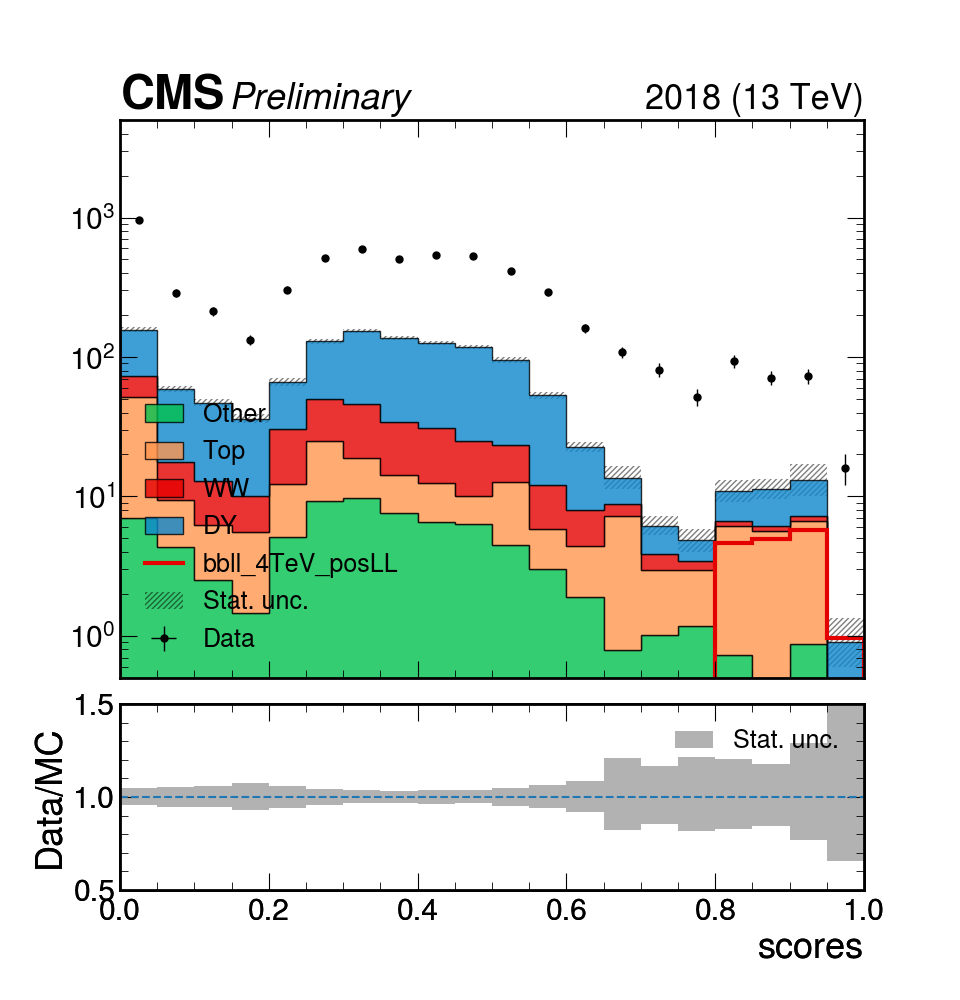 CMS Preliminary 2018 (13 TeV)
10³
10²
10¹
10⁰
Other
Top
WW
DY
bbll_4TeV_posLL
Stat. unc.
Data
1.5
1.0
0.5
Data/MC
Stat. unc.
0.0 0.2 0.4 0.6 0.8 1.0
scores